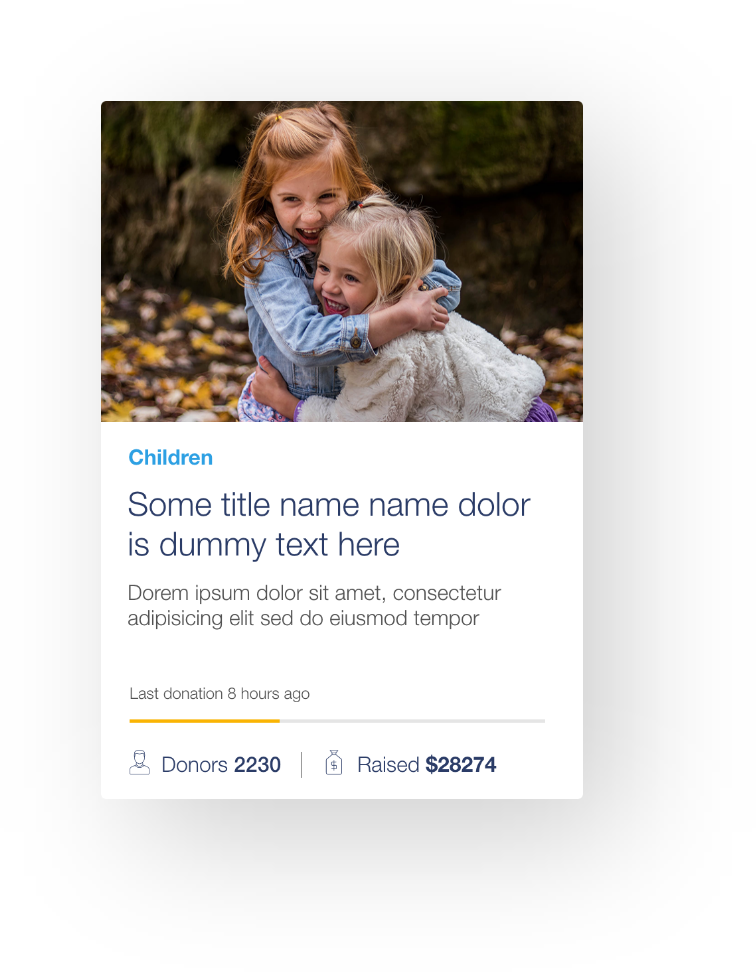 Children
Some title name name dolor
is dummy text here
Dorem ipsum dolor sit amet, consectetur
adipisicing elit sed do eiusmod tempor
Last donation 8 hours ago
Donors 2230 | Raised $28274